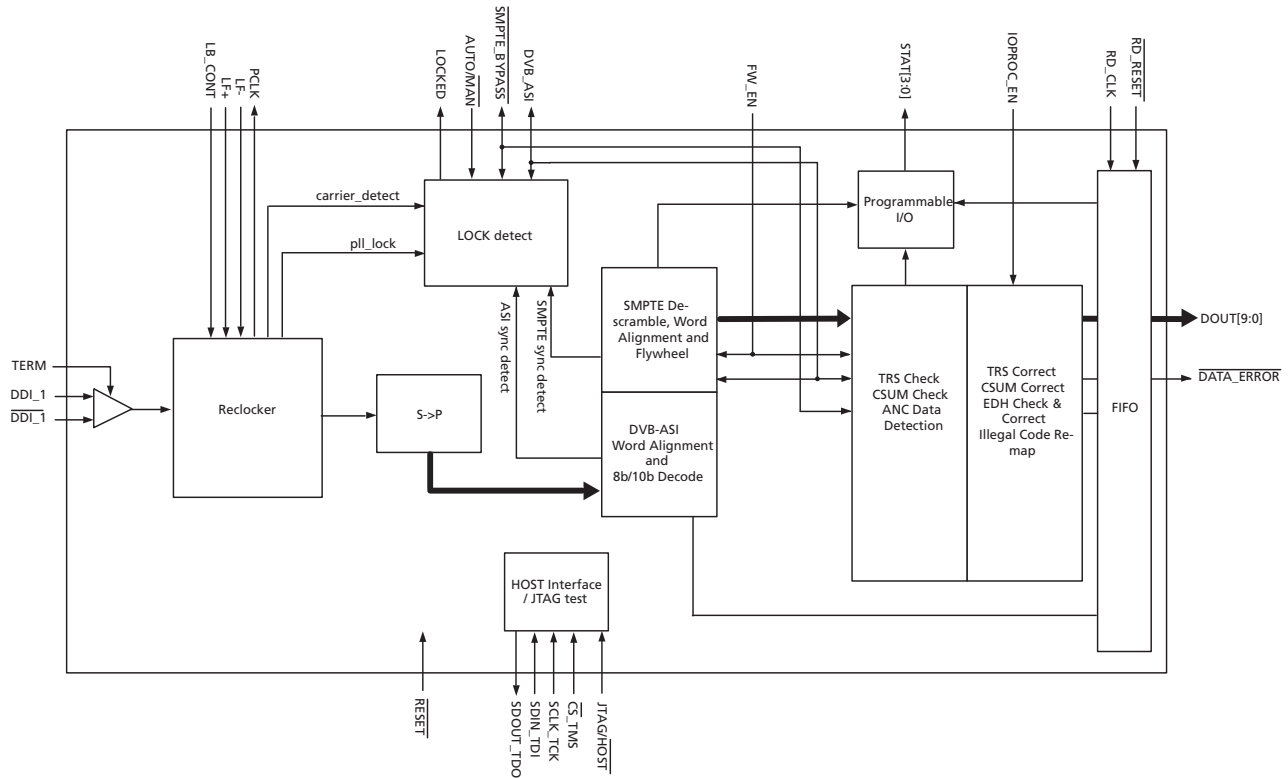 LB_CONT
LF+
LF-
PCLK
LOCKED
AUTO/MAN
SMPTE_BYPASS
DVB_ASI
FW_EN
STAT[3:0]
IOPROC_EN
RD_CLK
RD_RESET
carrier_detect
pll_lock
LOCK detect
Programmable
I/O
ASI sync detect
SMPTE sync detect
SMPTE De-
scramble, Word
Alignment and
Flywheel
DOUT[9:0]
TERM
DDI_1
DDI_1
Reclocker
S->P
DVB-ASI
Word Alignment
and
8b/10b Decode
TRS Check
CSUM Check
ANC Data
Detection
TRS Correct
CSUM Correct
EDH Check &
Correct
Illegal Code Re-
map
FIFO
DATA_ERROR
HOST Interface
/ JTAG test
RESET
SDOUT_TDO
SDIN_TDI
SCLK_TCK
CS_TMS
JTAG/HOST